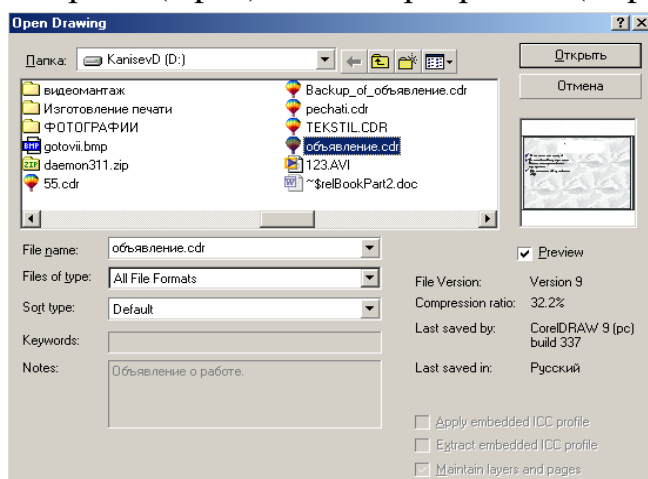 Open Drawing
Папка: KanisevD (D:)
Открыть
Отмена
видеомантаж
Изготовление печати
ФОТОГРАФИИ
gotovii.bmp
daemon311.zip
55.cdr
Backup_of_объявление.cdr
pechati.cdr
TEKSTIL.CDR
объявление.cdr
123.AVI
~$relBookPart2.doc
File name: объявление.cdr
Files of type: All File Formats
Sort type: Default
Keywords:
Notes: Объявление о работе.
Preview
File Version: Version 9
Compression ratio: 32.2%
Last saved by: CorelDRAW 9 (pc)
build 337
Last saved in: Русский
Apply embedded ICC profile
Extract embedded ICC profile
Maintain layers and pages